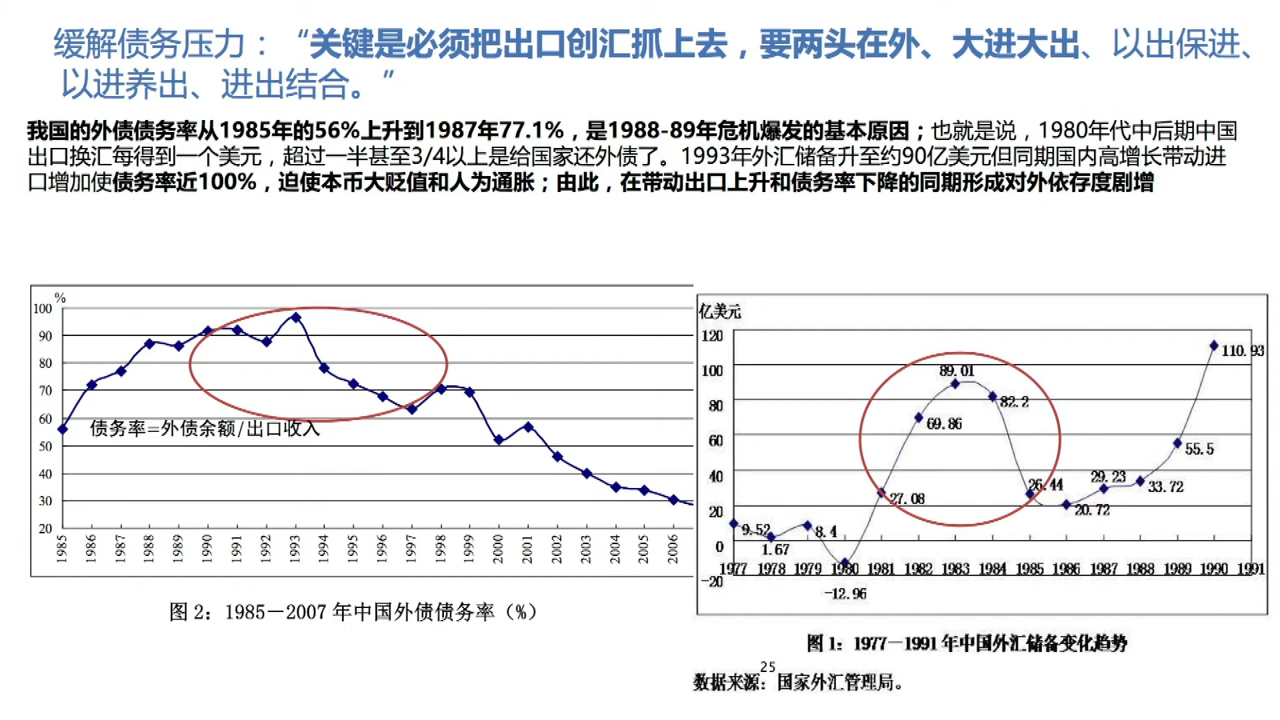 缓解债务压力：“关键是必须把出口创汇抓上去，要两头在外、大进大出、以出保进、
以进养出、进出结合。”
我国的外债债务率从1985年的56%上升到1987年77.1%，是1988-89年危机爆发的基本原因；也就是说，1980年代中后期中国
出口换汇每得到一个美元，超过一半甚至3/4以上是给国家还外债了。1993年外汇储备升至约90亿美元但同期国内高增长带动进
口增加使债务率近100%，迫使本币大贬值和人为通胀；由此，在带动出口上升和债务率下降的同期形成对外依存度剧增
%
100
90
80
70
60
50
40
30
20
债务率=外债余额/出口收入
1985 1986 1987 1988 1989 1990 1991 1992 1993 1994 1995 1996 1997 1998 1999 2000 2001 2002 2003 2004 2005 2006
图 2：1985－2007 年中国外债债务率（%）
亿美元
120
100
80
60
40
20
0
-20
9.52
1.67
8.4
-12.96
27.08
69.86
89.01
82.2
26.44
20.72
29.23
33.72
55.5
110.93
1977 1978 1979 1980 1981 1982 1983 1984 1985 1986 1987 1988 1989 1990 1991
图 1：1977－1991 年中国外汇储备变化趋势
25
数据来源：国家外汇管理局。